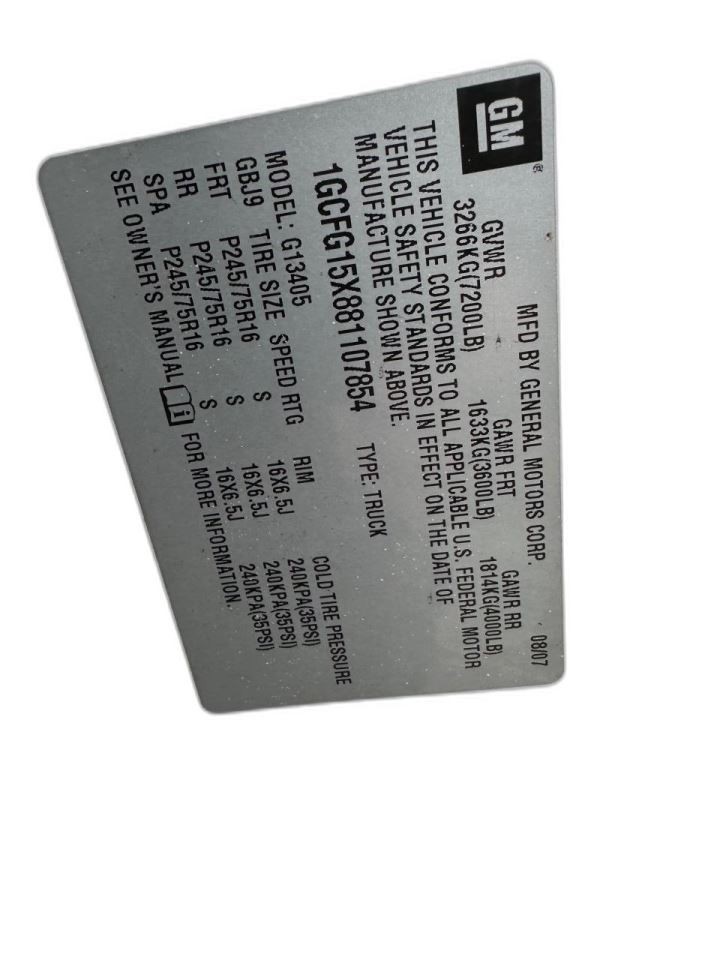 GM®
MFD BY GENERAL MOTORS CORP. 08/07
GVWR GAWR FRT GAWR RR
3266KG(7200LB) 1633KG(3600LB) 1814KG(4000LB)
THIS VEHICLE CONFORMS TO ALL APPLICABLE U.S. FEDERAL MOTOR
VEHICLE SAFETY STANDARDS IN EFFECT ON THE DATE OF
MANUFACTURE SHOWN ABOVE.
1GCFG15X881107854 TYPE: TRUCK
MODEL: G13405
GBJ9 TIRE SIZE SPEED RTG RIM COLD TIRE PRESSURE
FRT P245/75R16 S 16X6.5J 240KPA(35PSI)
RR P245/75R16 S 16X6.5J 240KPA(35PSI)
SPA P245/75R16 S 16X6.5J 240KPA(35PSI)
SEE OWNER'S MANUAL FOR MORE INFORMATION.